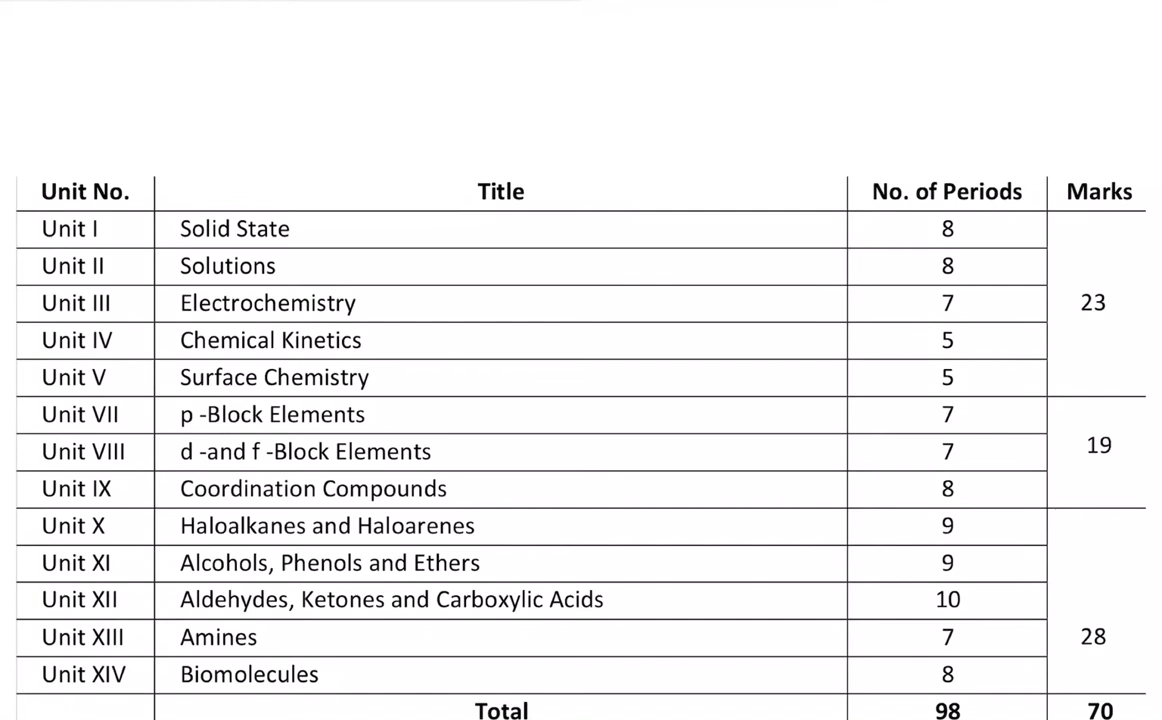 Unit No. Title No. of Periods Marks
Unit I Solid State 8
Unit II Solutions 8
Unit III Electrochemistry 7 23
Unit IV Chemical Kinetics 5
Unit V Surface Chemistry 5
Unit VII p -Block Elements 7
Unit VIII d -and f -Block Elements 7 19
Unit IX Coordination Compounds 8
Unit X Haloalkanes and Haloarenes 9
Unit XI Alcohols, Phenols and Ethers 9
Unit XII Aldehydes, Ketones and Carboxylic Acids 10
Unit XIII Amines 7 28
Unit XIV Biomolecules 8
Total 98 70